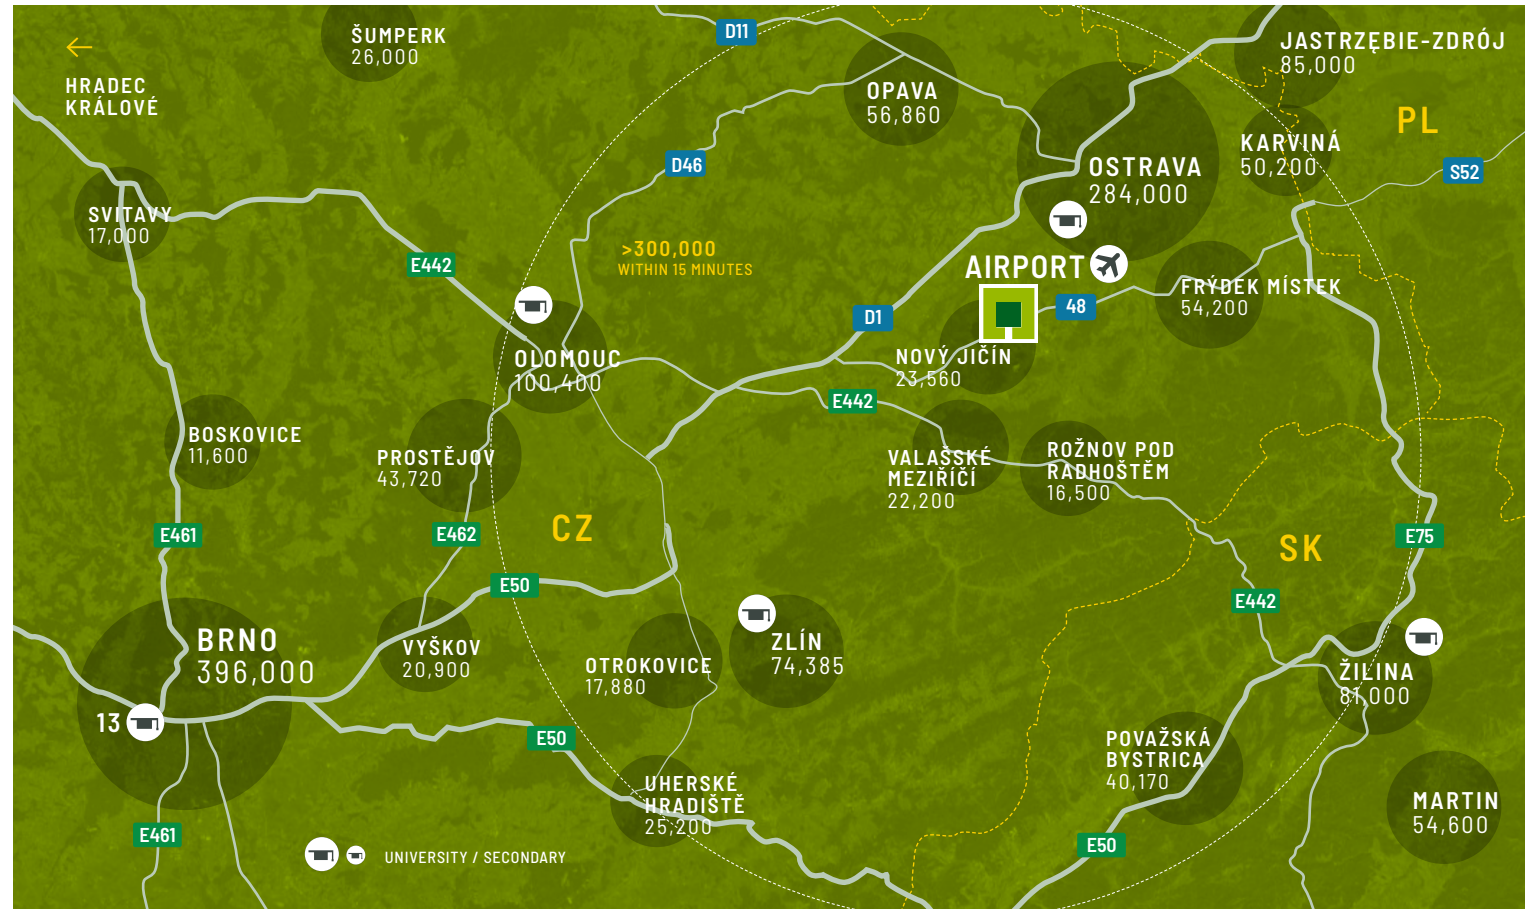 D11
ŠUMPERK
26,000
JASTRZĘBIE-ZDRÓJ
85,000
HRADEC
KRÁLOVÉ
OPAVA
56,860
PL
KARVINÁ
50,200
D46
OSTRAVA
284,000
S52
SVITAVY
17,000
>300,000
WITHIN 15 MINUTES
E442
AIRPORT
FRÝDEK MÍSTEK
54,200
48
D1
NOVÝ JIČÍN
23,560
OLOMOUC
100,400
E442
BOSKOVICE
11,600
PROSTĚJOV
43,720
VALAŠSKÉ
MEZIŘÍČÍ
22,200
ROŽNOV POD
RADHOŠTĚM
16,500
E461
E462
CZ
SK
E75
E50
E442
BRNO
396,000
VYŠKOV
20,900
OTROKOVICE
17,880
ZLÍN
74,385
ŽILINA
81,000
13
E50
POVAŽSKÁ
BYSTRICA
40,170
UHERSKÉ
HRADIŠTĚ
25,200
MARTIN
54,600
E461
E50
UNIVERSITY / SECONDARY